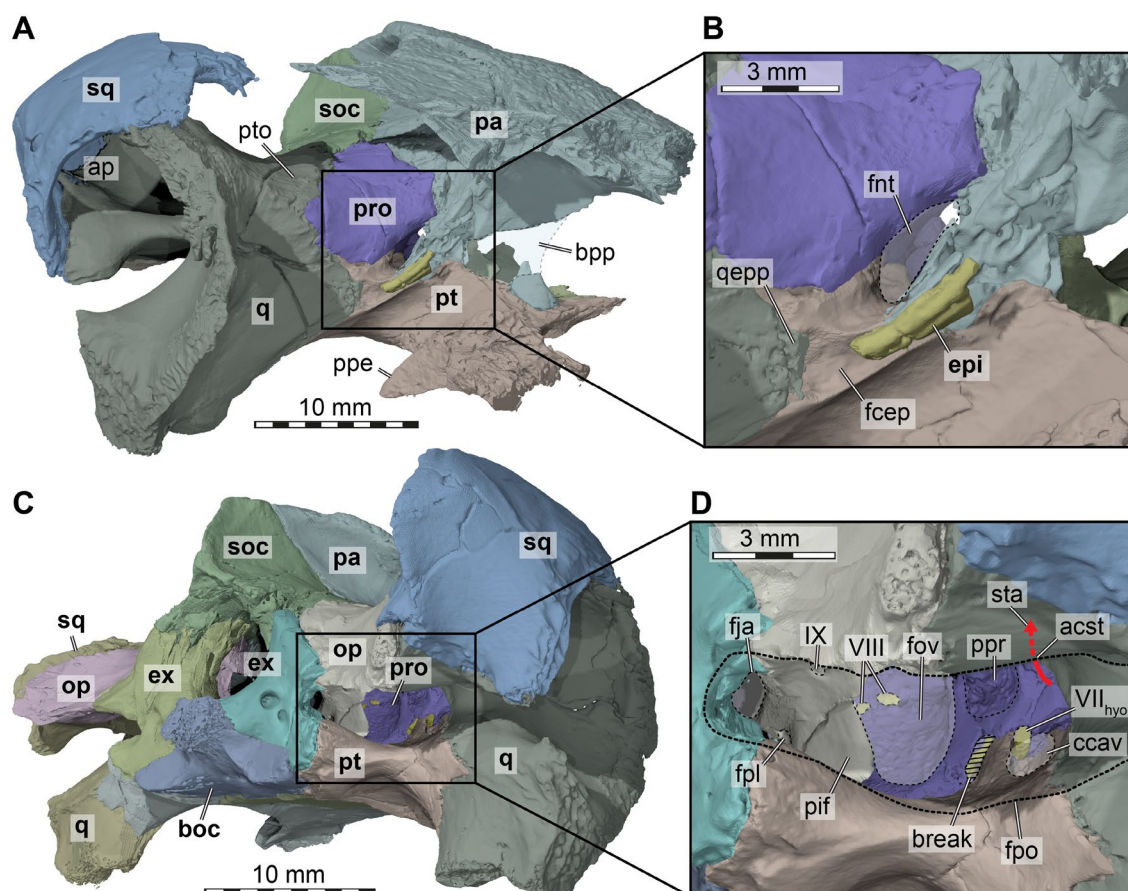 A
sq
ap
pto
soc
pa
pro
bpp
q
pt
ppe
10 mm
B
3 mm
fnt
qepp
epi
fcep
C
soc
pa
sq
sq
op
ex
ex
op
pro
pt
q
boc
q
10 mm
D
3 mm
sta
acst
fja
IX
VIII
fov
ppr
VIIhyo
ccav
fpl
pif
break
fpo